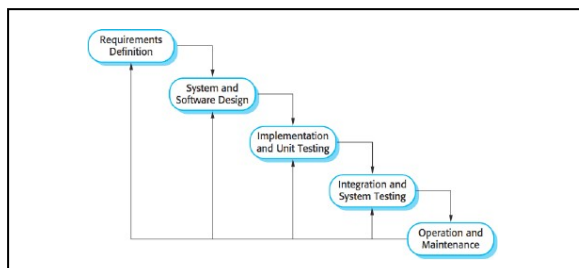 Requirements
Definition
System and
Software Design
Implementation
and Unit Testing
Integration and
System Testing
Operation and
Maintenance